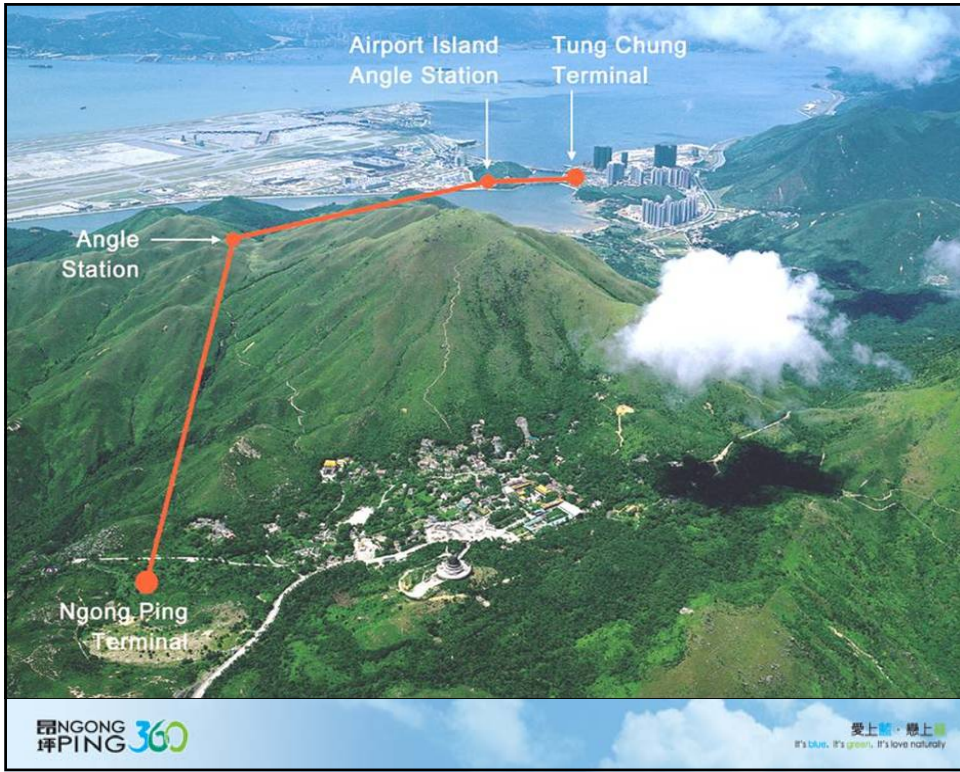 Airport Island
Angle Station
Tung Chung
Terminal
Angle
Station
Ngong Ping
Terminal
昂坪
NGONG
PING 360
愛上藍·戀上綠
It's blue. It's green. It's love naturally